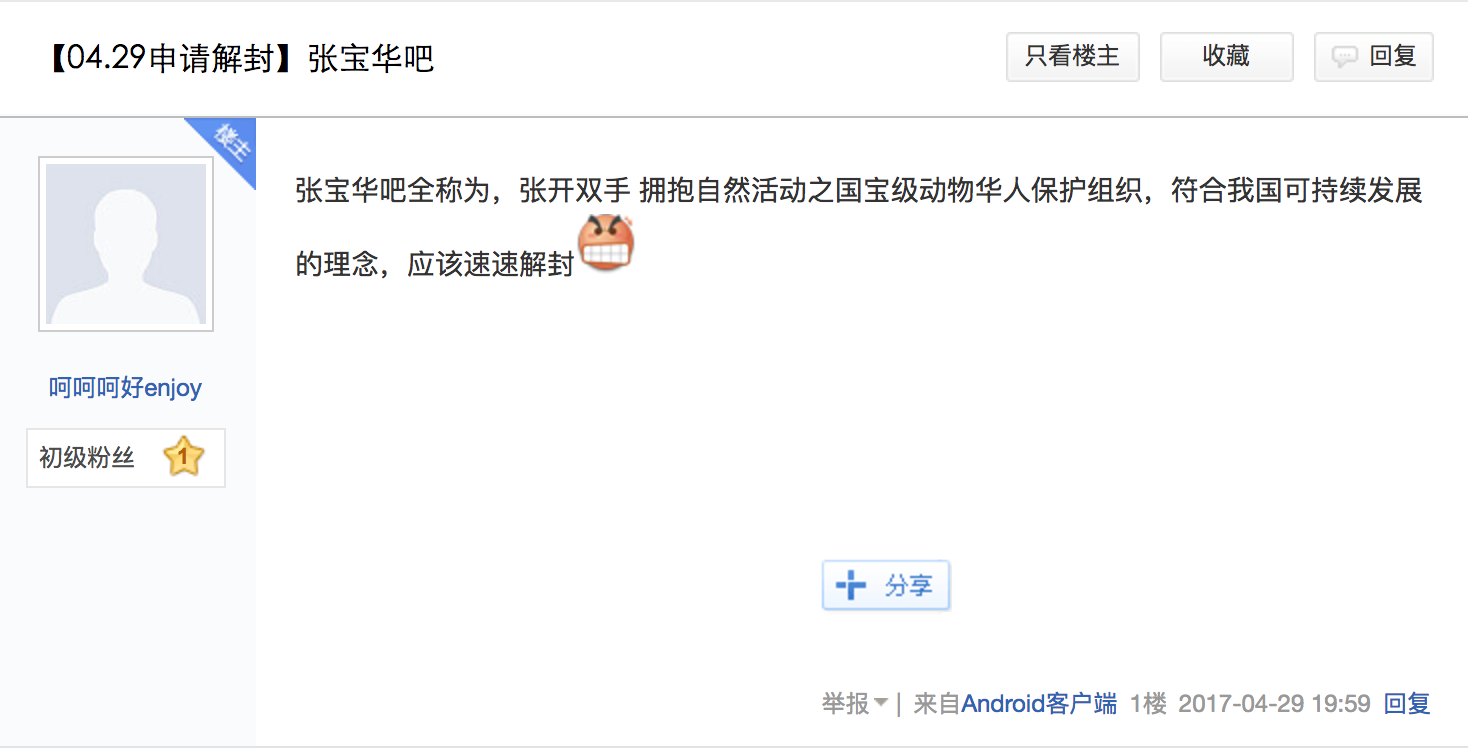 【04.29申请解封】张宝华吧
只看楼主
收藏
回复
楼主
张宝华吧全称为，张开双手 拥抱自然活动之国宝级动物华人保护组织，符合我国可持续发展
的理念，应该速速解封
呵呵呵好enjoy
初级粉丝 1
分享
举报 | 来自Android客户端 1楼 2017-04-29 19:59 回复